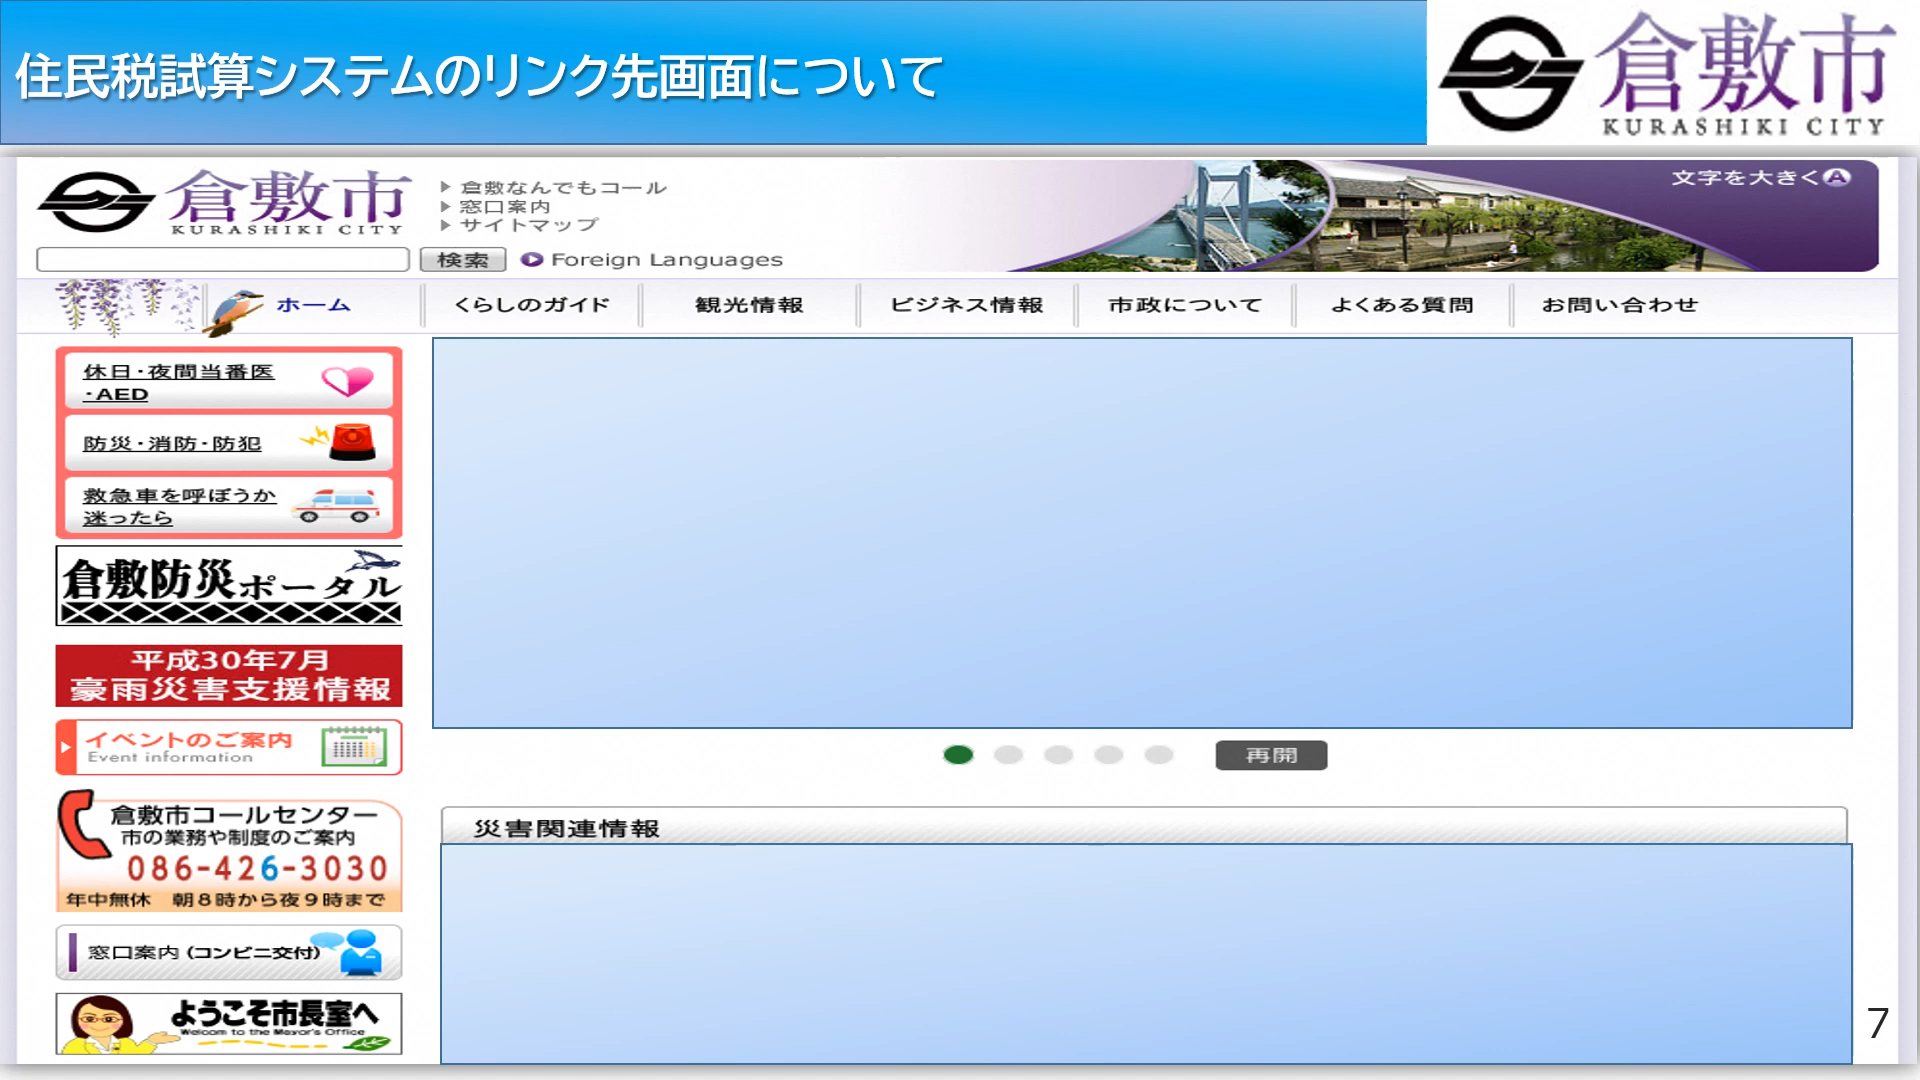 住民税試算システムのリンク先画面について
倉敷市
KURASHIKI CITY
倉敷市
KURASHIKI CITY
倉敷なんでもコール
窓口案内
サイトマップ
文字を大きく A
検索
Foreign Languages
ホーム
くらしのガイド
観光情報
ビジネス情報
市政について
よくある質問
お問い合わせ
休日・夜間当番医
・AED
防災・消防・防犯
救急車を呼ぼうか
迷ったら
倉敷防災ポータル
平成30年7月
豪雨災害支援情報
イベントのご案内
Event information
再開
倉敷市コールセンター
市の業務や制度のご案内
086-426-3030
年中無休 朝8時から夜9時まで
災害関連情報
窓口案内(コンビニ交付)
ようこそ市長室へ
Welcom to the Mayor's Office
7